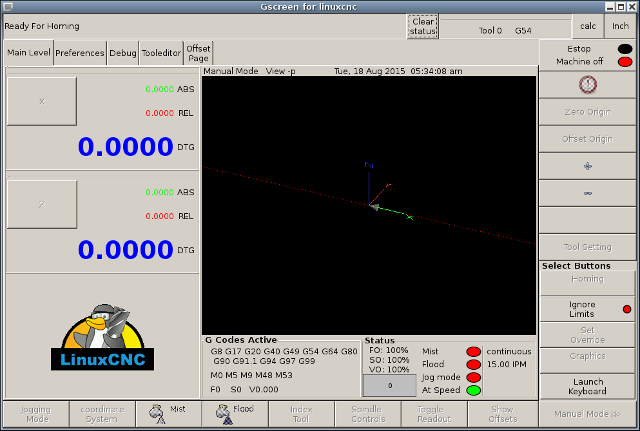 Gscreen for linuxcnc
Ready For Homing
Clear
status
Tool 0 G54
calc
Inch
Main Level
Preferences
Debug
Tooleditor
Offset
Page
Estop
Machine off
Manual Mode View -p Tue, 18 Aug 2015 05:34:08 am
X
0.0000 ABS
0.0000 REL
0.0000 DTG
Z
0.0000 ABS
0.0000 REL
0.0000 DTG
Z
X
LinuxCNC
Zero Origin
Offset Origin
Tool Setting
Select Buttons
Homing
Ignore
Limits
Set
Override
Graphics
Launch
Keyboard
G Codes Active
G8 G17 G20 G40 G49 G54 G64 G80
G90 G91.1 G94 G97 G99
M0 M5 M9 M48 M53
F0 S0 V0.000
Status
FO: 100%
SO: 100%
VO: 100%
0
Mist
Flood
Jog mode
At Speed
continuous
15.00 IPM
Jogging
Mode
coordinate
System
Mist
Flood
Index
Tool
Spindle
Controls
Toggle
Readout
Show
Offsets
Manual Mode >>